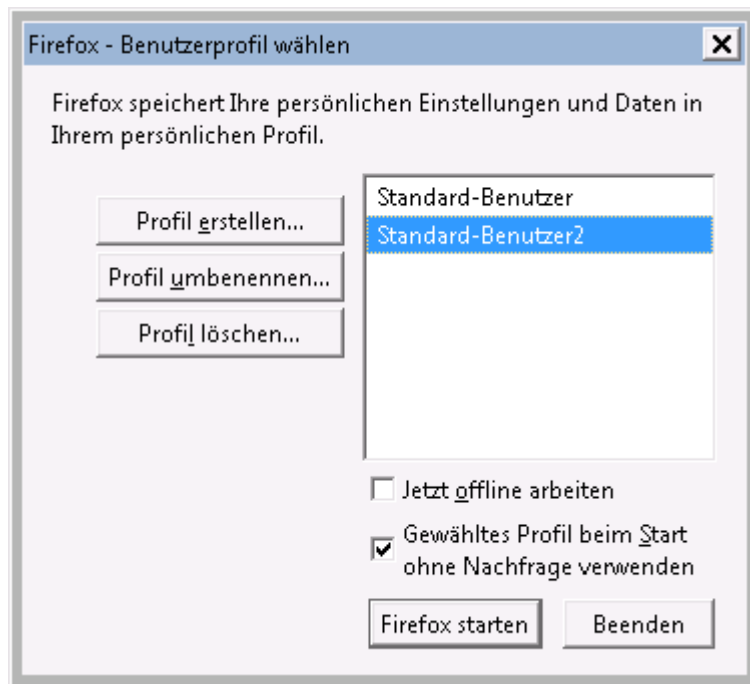 Firefox - Benutzerprofil wählen
Firefox speichert Ihre persönlichen Einstellungen und Daten in
Ihrem persönlichen Profil.
Profil erstellen...
Profil umbenennen...
Profil löschen...
Standard-Benutzer
Standard-Benutzer2
Jetzt offline arbeiten
Gewähltes Profil beim Start
ohne Nachfrage verwenden
Firefox starten
Beenden